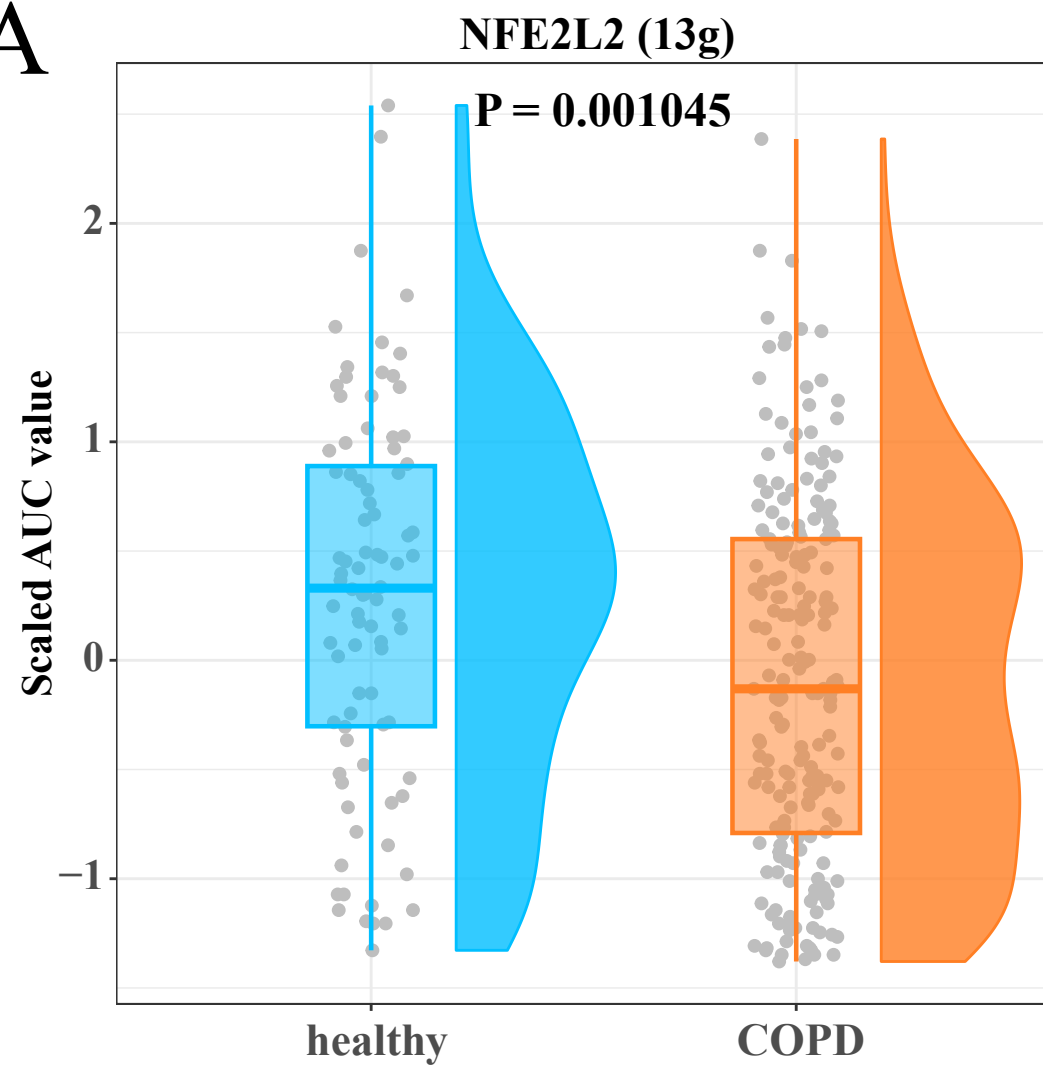 A
NFE2L2 (13g)
P = 0.001045
Scaled AUC value
2
1
0
−1
healthy
COPD